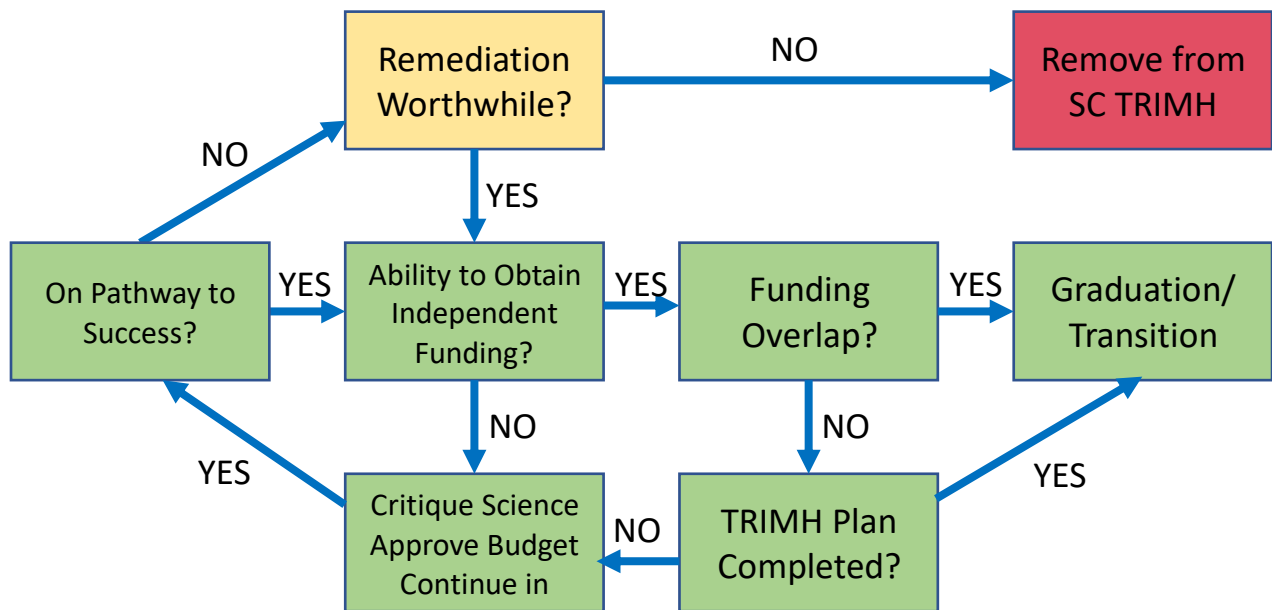 Remediation
Worthwhile?
NO
Remove from
SC TRIMH
NO
YES
On Pathway to
Success?
YES
Ability to Obtain
Independent
Funding?
YES
Funding
Overlap?
YES
Graduation/
Transition
NO
NO
YES
YES
Critique Science
Approve Budget
Continue in
NO
TRIMH Plan
Completed?